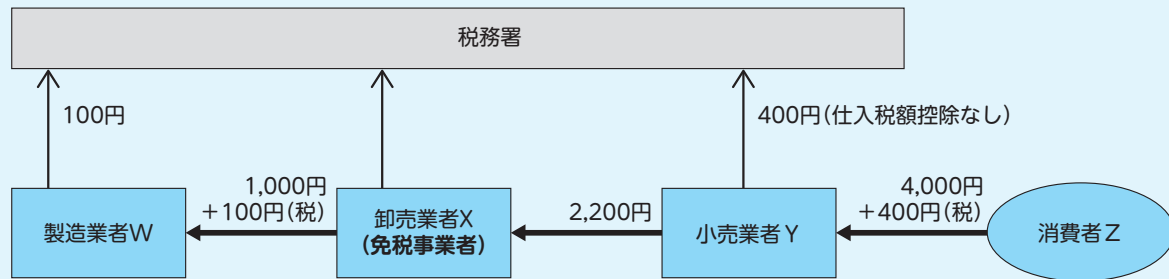 税務署
100円
400円(仕入税額控除なし)
1,000円
+100円(税)
2,200円
4,000円
+400円(税)
製造業者W
卸売業者X
(免税事業者)
小売業者Y
消費者Z